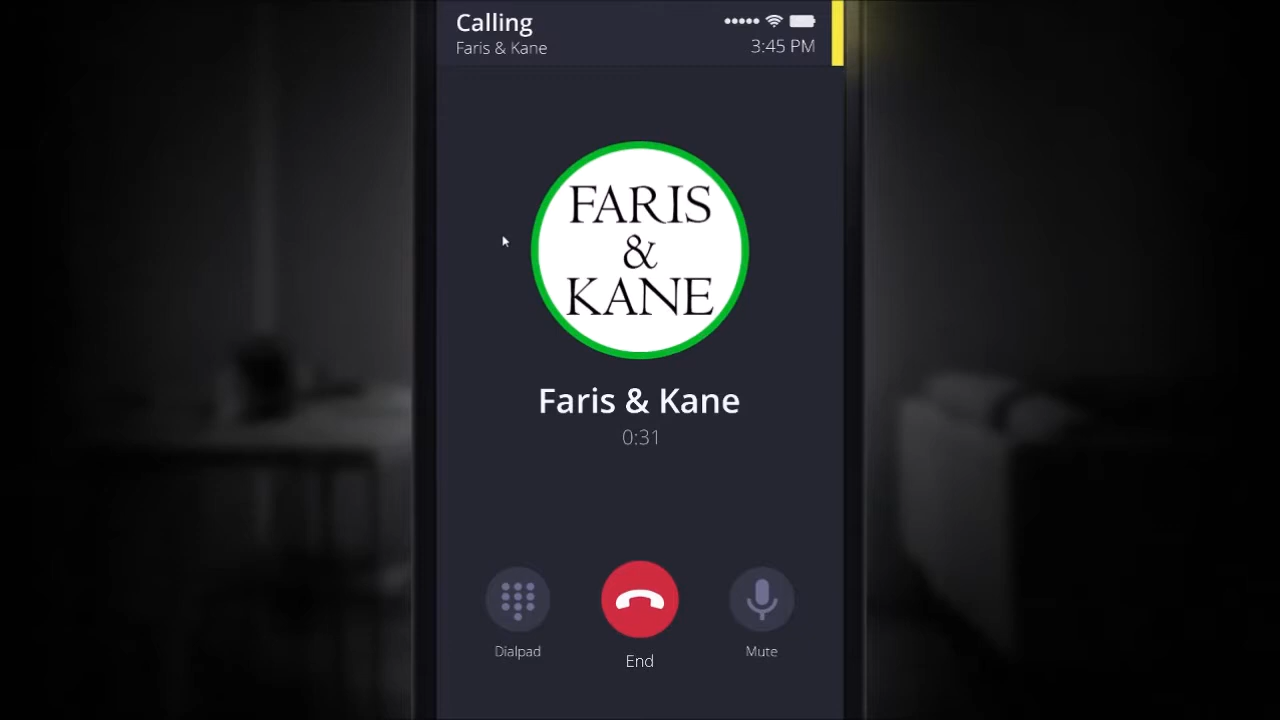 Calling
Faris & Kane
3:45 PM
FARIS
&
KANE
Faris & Kane
0:31
Dialpad
End
Mute